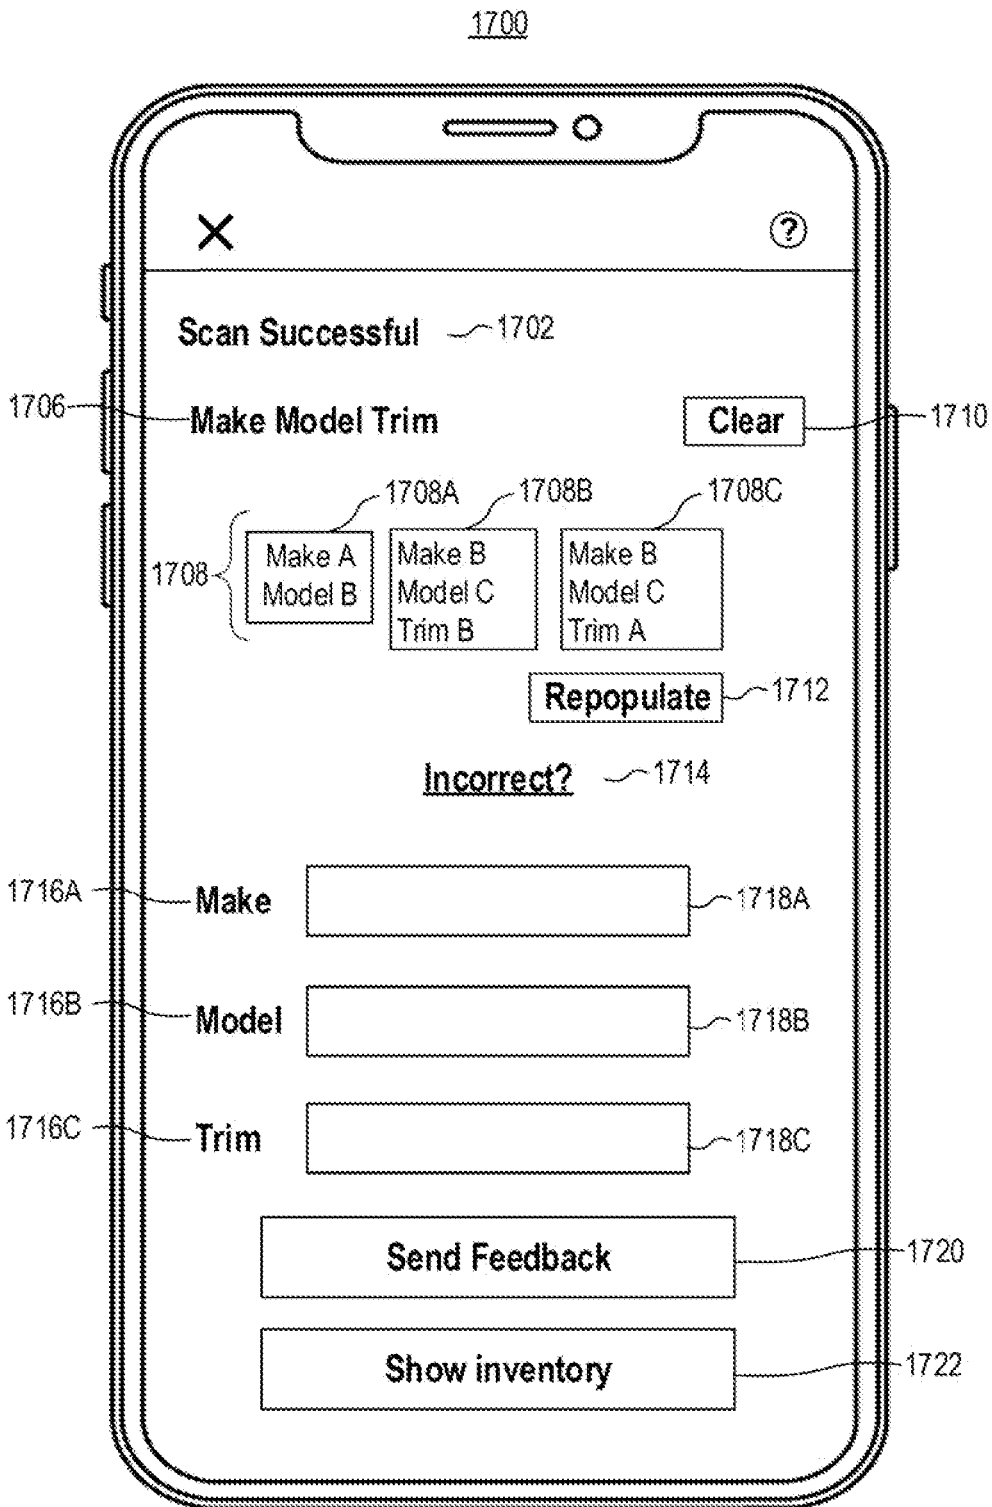 1700
?
Scan Successful 1702
1706 Make Model Trim Clear 1710
1708A 1708B 1708C
1708
Make A
Model B
Make B
Model C
Trim B
Make B
Model C
Trim A
Repopulate 1712
Incorrect? 1714
1716A Make 1718A
1716B Model 1718B
1716C Trim 1718C
Send Feedback 1720
Show inventory 1722